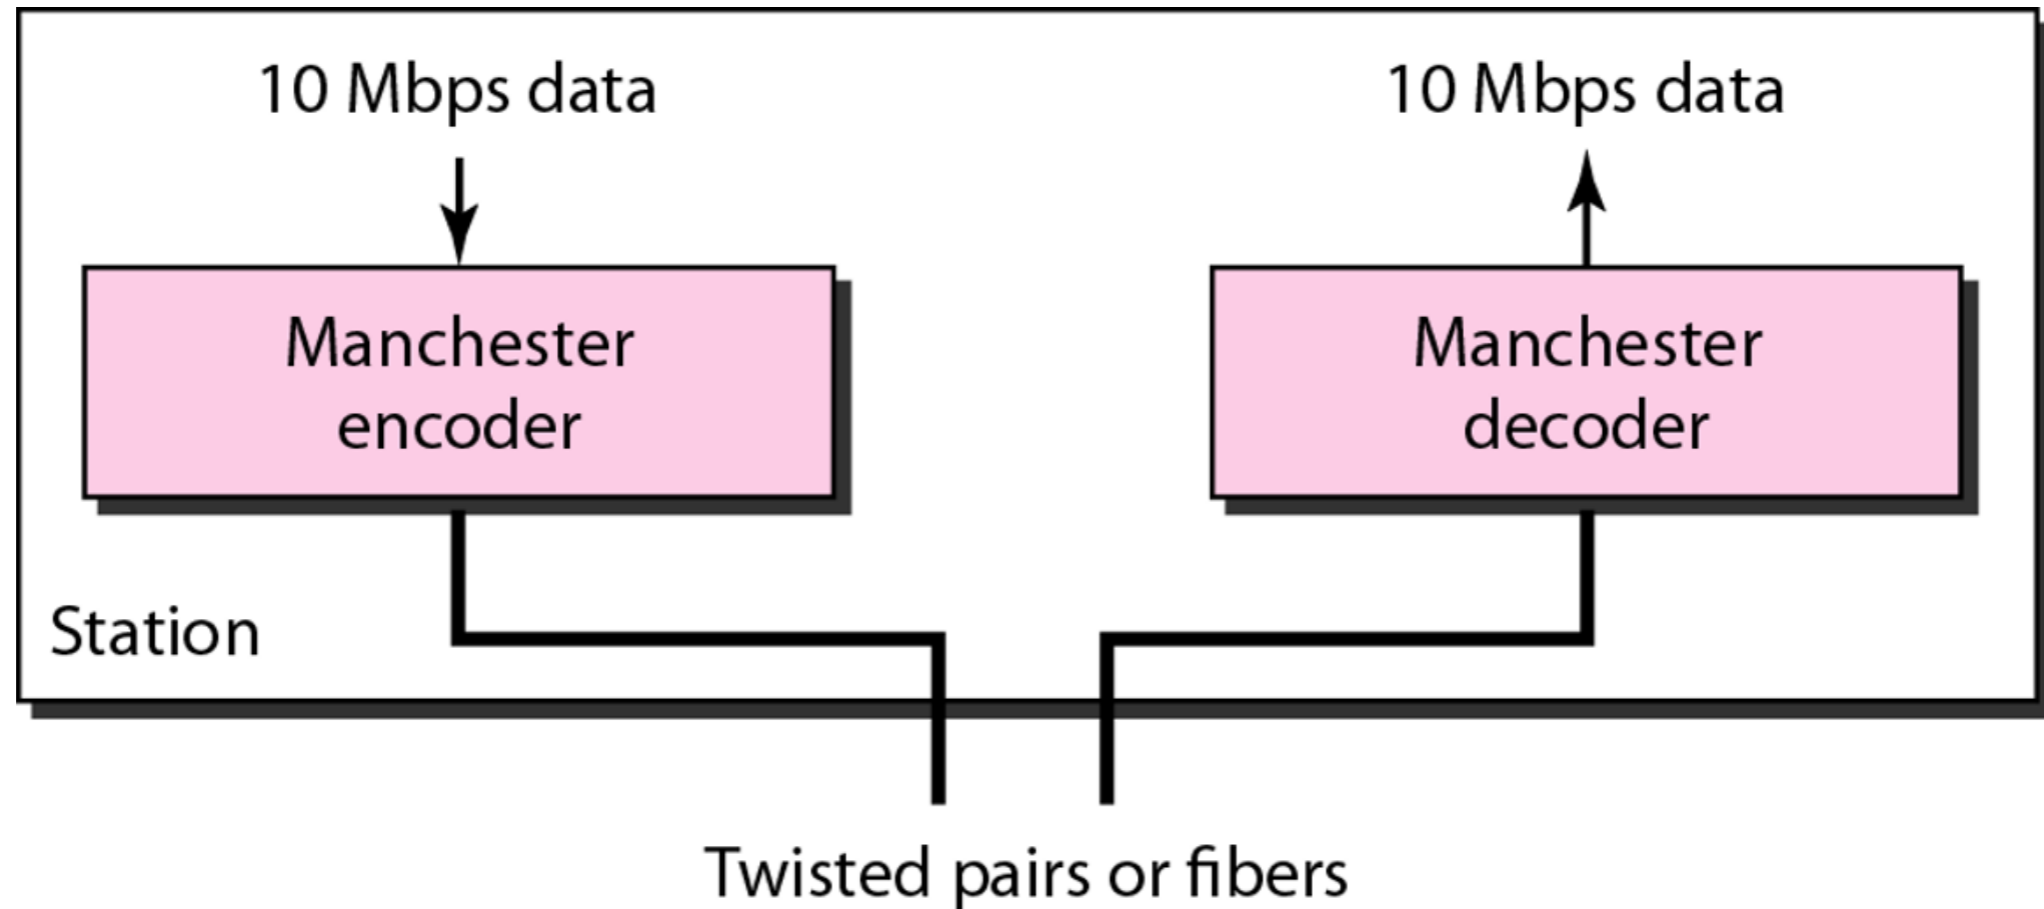 10 Mbps data
10 Mbps data
Manchester
encoder
Manchester
decoder
Station
Twisted pairs or fibers